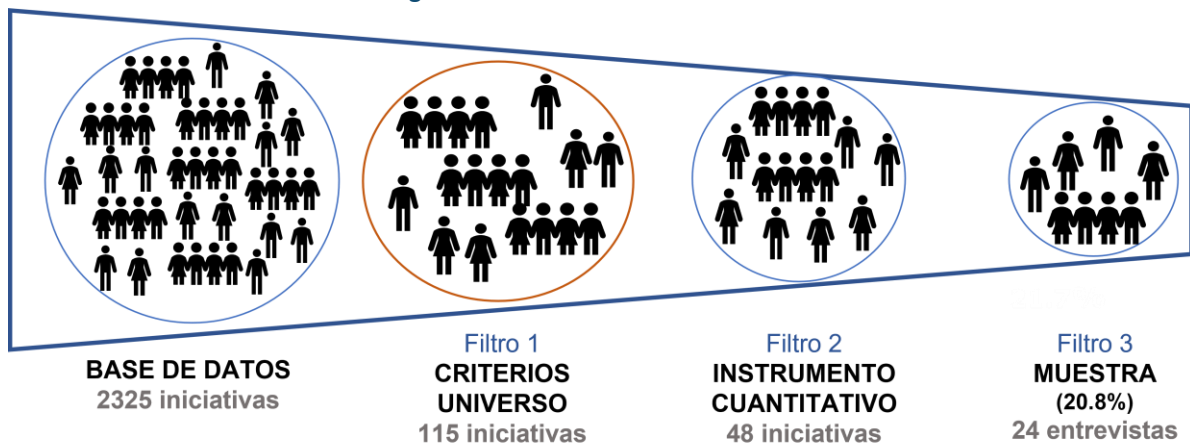 BASE DE DATOS
2325 iniciativas
Filtro 1
CRITERIOS
UNIVERSO
115 iniciativas
Filtro 2
INSTRUMENTO
CUANTITATIVO
48 iniciativas
Filtro 3
MUESTRA
(20.8%)
24 entrevistas